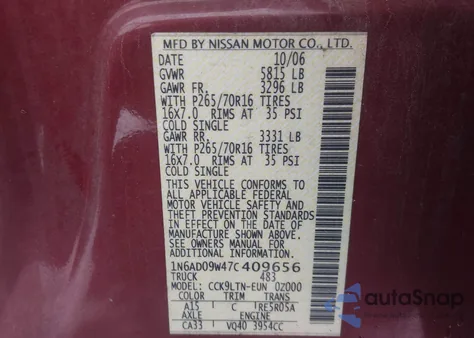 MFD BY NISSAN MOTOR CO., LTD.
DATE 10/06
GVWR 5815 LB
GAWR FR. 3296 LB
WITH P265/70R16 TIRES
16X7.0 RIMS AT 35 PSI
COLD SINGLE
GAWR RR. 3331 LB
WITH P265/70R16 TIRES
16X7.0 RIMS AT 35 PSI
COLD SINGLE
THIS VEHICLE CONFORMS TO
ALL APPLICABLE FEDERAL
MOTOR VEHICLE SAFETY AND
THEFT PREVENTION STANDARDS
IN EFFECT ON THE DATE OF
MANUFACTURE SHOWN ABOVE.
SEE OWNER'S MANUAL FOR
ADDITIONAL INFORMATION.
1N6AD09W47C409656
TRUCK 483
MODEL: CCK9LTN-EUN 0Z000
COLOR TRIM TRANS
A15 C RE5R05A
AXLE ENGINE
CA33 VQ40 3954CC
autoSnap